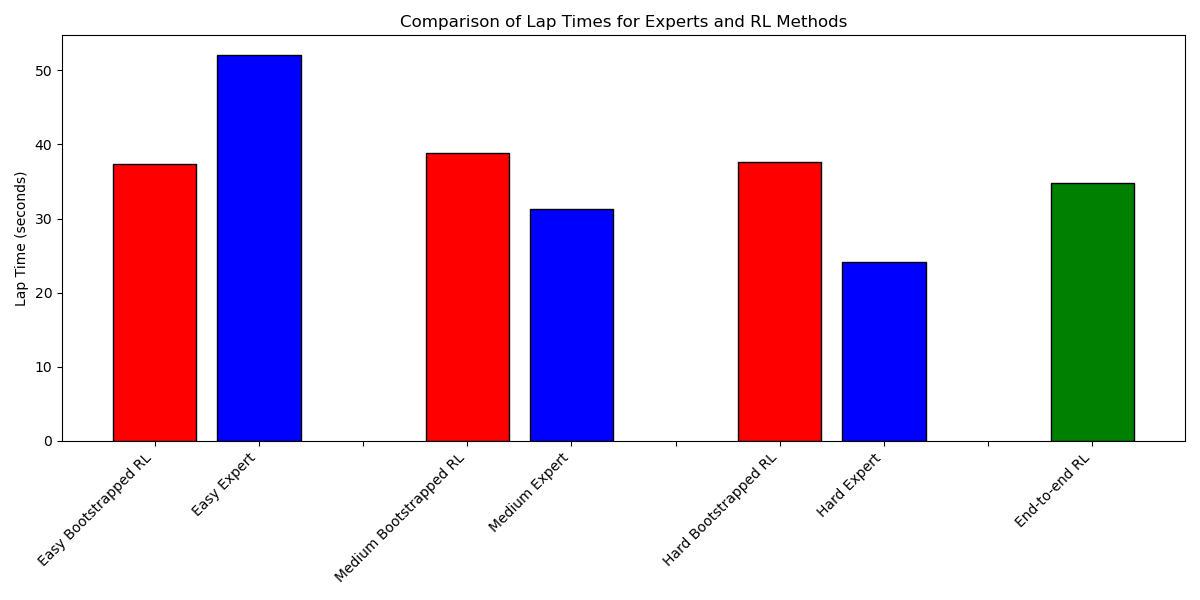 Comparison of Lap Times for Experts and RL Methods
Lap Time (seconds)
50
40
30
20
10
0
Easy Bootstrapped RL
Easy Expert
Medium Bootstrapped RL
Medium Expert
Hard Bootstrapped RL
Hard Expert
End-to-end RL